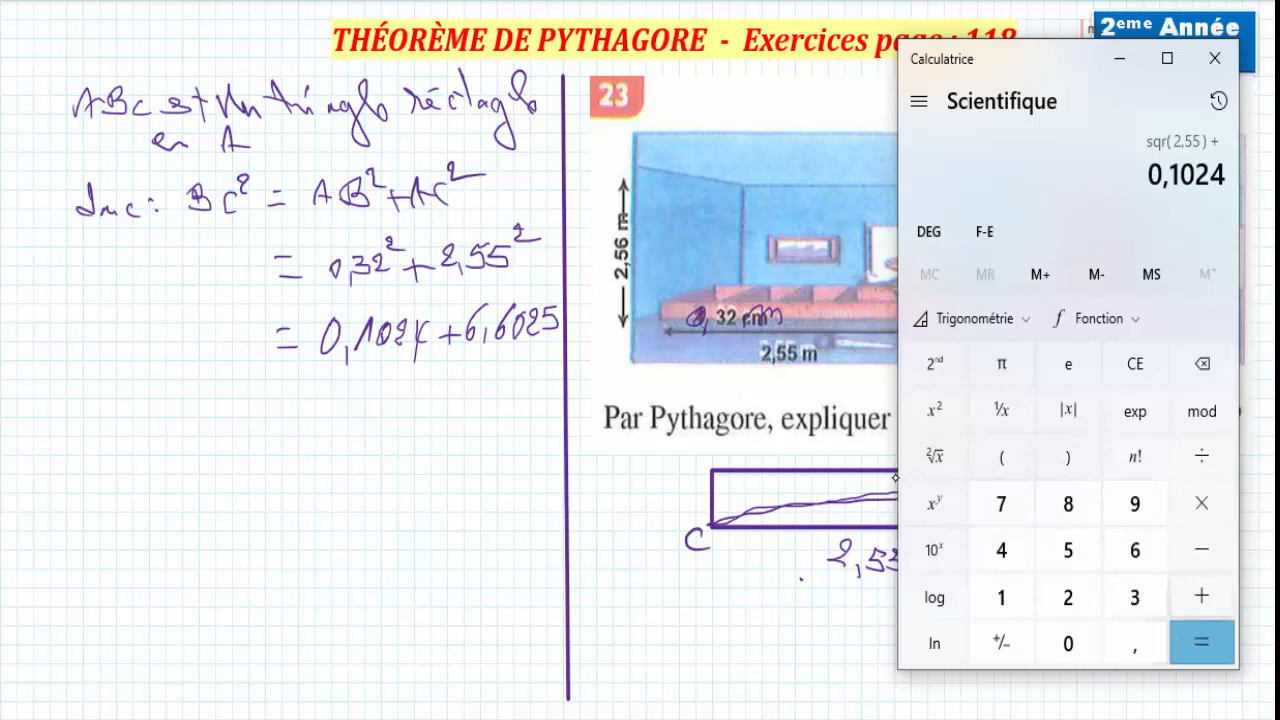 THÉORÈME DE PYTHAGORE - Exercices page : 118
2eme Année
ABC est un triangle réctangle
en A
Donc : BC² = AB² + AC²
= 0,32² + 2,55²
= 0,1024 + 6,6025
23
2,56 m
0, 32 cm m
2,55 m
Par Pythagore, expliquer
C
2,55
Calculatrice
Scientifique
sqr(2,55) +
0,1024
DEG F-E
MC MR M+ M- MS M
Trigonométrie f Fonction
2nd π e CE
x² ¹/x |x| exp mod
²√x ( ) n! ÷
xʸ 7 8 9 ×
10ˣ 4 5 6 −
log 1 2 3 +
ln +/− 0 , =